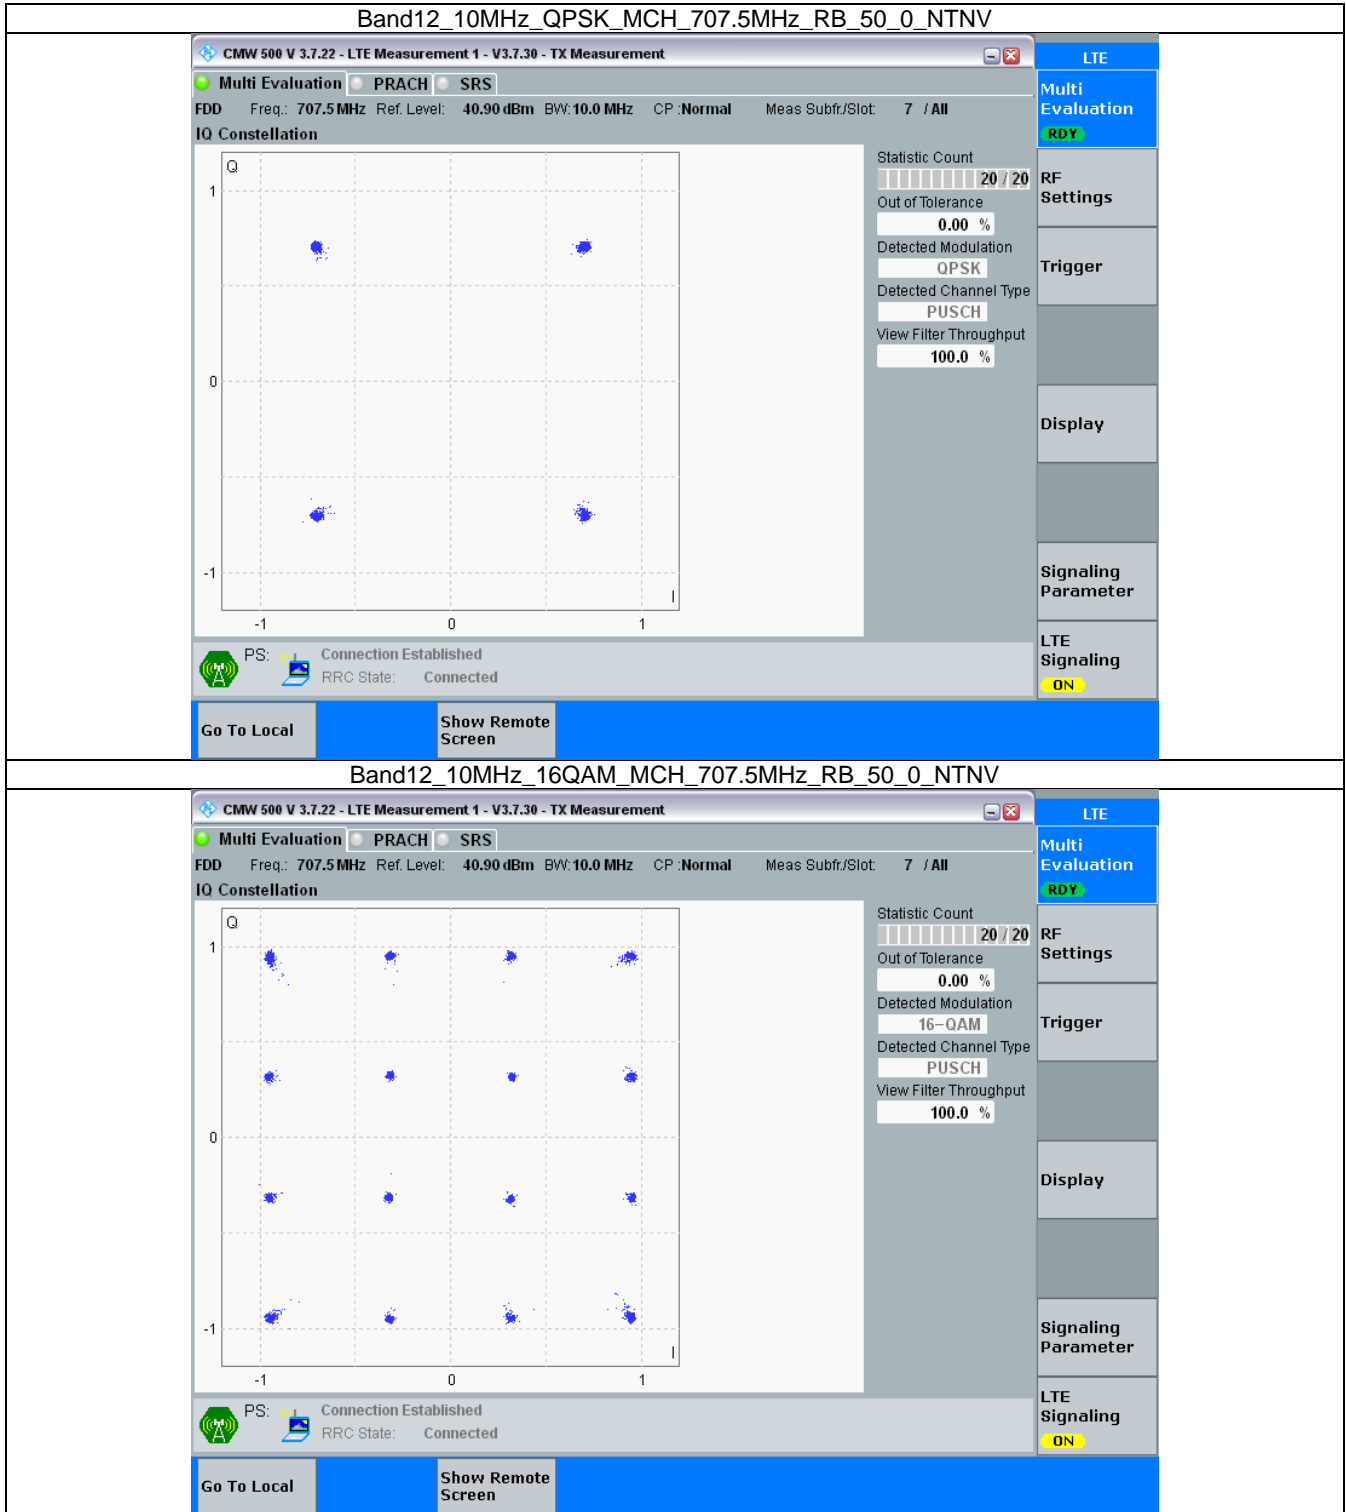 Band12_10MHz_QPSK_MCH_707.5MHz_RB_50_0_NTNV
CMW 500 V 3.7.22 - LTE Measurement 1 - V3.7.30 - TX Measurement
LTE
Multi Evaluation PRACH SRS
Multi
Evaluation
RDY
FDD Freq.: 707.5 MHz Ref. Level: 40.90 dBm BW: 10.0 MHz CP : Normal Meas Subfr./Slot: 7 / All
IQ Constellation
Q
1
0
-1
I
-1 0 1
Statistic Count
20 / 20
Out of Tolerance
0.00 %
Detected Modulation
QPSK
Detected Channel Type
PUSCH
View Filter Throughput
100.0 %
RF
Settings
Trigger
Display
Signaling
Parameter
LTE
Signaling
ON
PS: Connection Established
RRC State: Connected
Go To Local
Show Remote
Screen
Band12_10MHz_16QAM_MCH_707.5MHz_RB_50_0_NTNV
CMW 500 V 3.7.22 - LTE Measurement 1 - V3.7.30 - TX Measurement
LTE
Multi Evaluation PRACH SRS
Multi
Evaluation
RDY
FDD Freq.: 707.5 MHz Ref. Level: 40.90 dBm BW: 10.0 MHz CP : Normal Meas Subfr./Slot: 7 / All
IQ Constellation
Q
1
0
-1
I
-1 0 1
Statistic Count
20 / 20
Out of Tolerance
0.00 %
Detected Modulation
16-QAM
Detected Channel Type
PUSCH
View Filter Throughput
100.0 %
RF
Settings
Trigger
Display
Signaling
Parameter
LTE
Signaling
ON
PS: Connection Established
RRC State: Connected
Go To Local
Show Remote
Screen